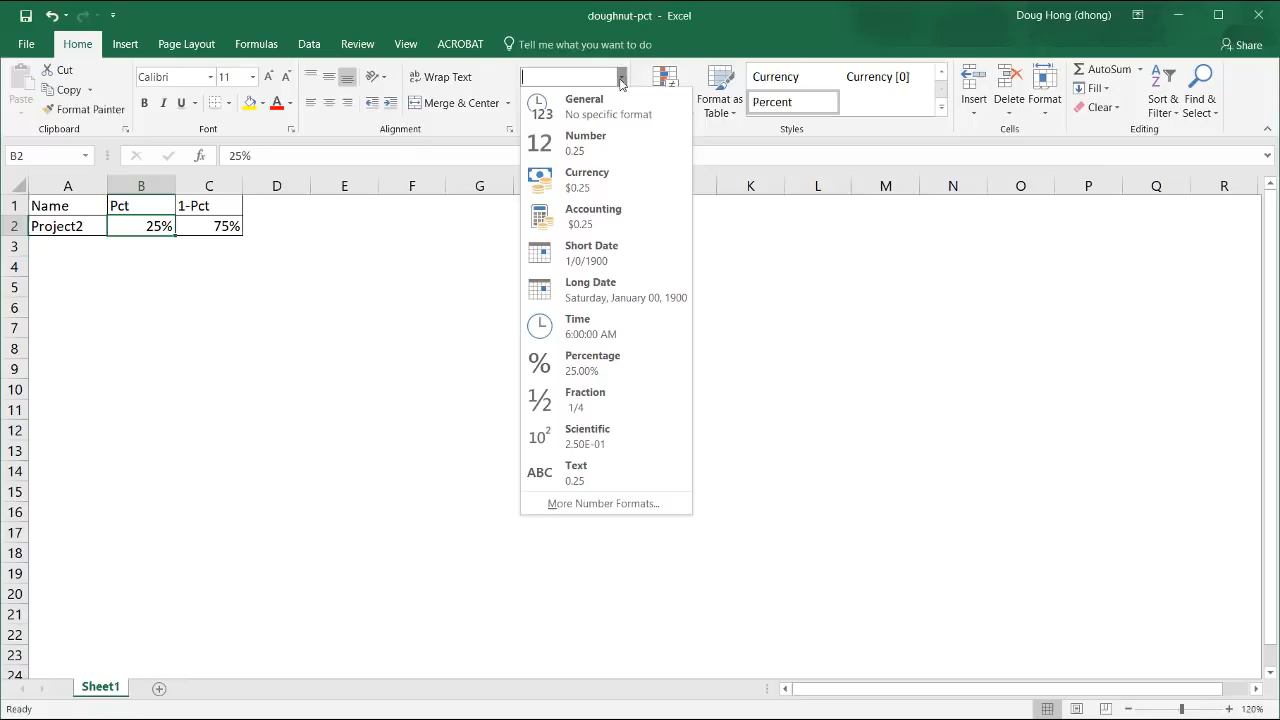 doughnut-pct - Excel
Doug Hong (dhong)
File Home Insert Page Layout Formulas Data Review View ACROBAT Tell me what you want to do Share
Paste
Cut
Copy
Format Painter
Clipboard
Calibri 11
B I U
Font
Wrap Text
Merge & Center
Alignment
Format as Table
Currency Currency [0]
Percent
Styles
Insert Delete Format
Cells
AutoSum
Fill
Clear
Sort & Filter
Find & Select
Editing
General
No specific format
123
12
Number
0.25
Currency
$0.25
Accounting
$0.25
Short Date
1/0/1900
Long Date
Saturday, January 00, 1900
Time
6:00:00 AM
%
Percentage
25.00%
½
Fraction
1/4
10²
Scientific
2.50E-01
ABC
Text
0.25
More Number Formats...
B2 fx 25%
A B C D E F G K L M N O P Q R
1 Name Pct 1-Pct
2 Project2 25% 75%
3
4
5
6
7
8
9
10
11
12
13
14
15
16
17
18
19
20
21
22
23
24
Sheet1
Ready
120%